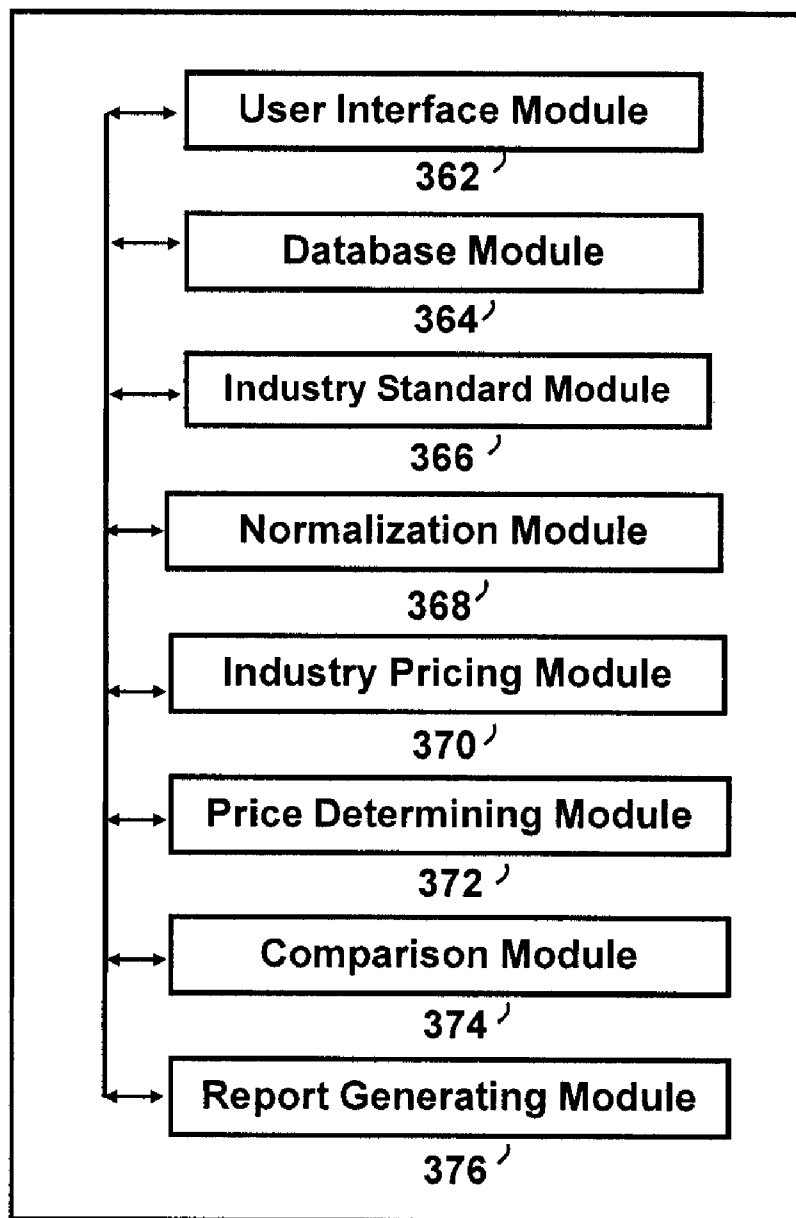 User Interface Module
362
Database Module
364
Industry Standard Module
366
Normalization Module
368
Industry Pricing Module
370
Price Determining Module
372
Comparison Module
374
Report Generating Module
376